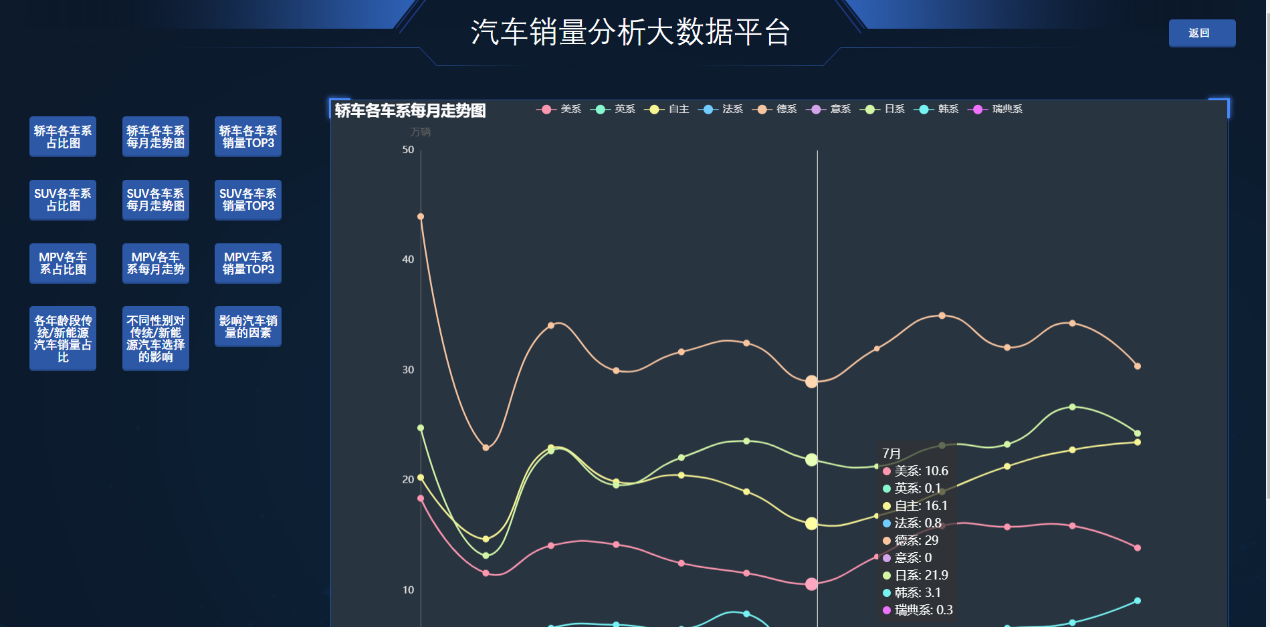 汽车销量分析大数据平台
返回
轿车各车系
占比图
轿车各车系
每月走势图
轿车各车系
销量TOP3
SUV各车系
占比图
SUV各车系
每月走势图
SUV各车系
销量TOP3
MPV各车
系占比图
MPV各车
系每月走势
MPV车系
销量TOP3
各年龄段传
统/新能源
汽车销量占
比
不同性别对
传统/新能
源汽车选择
的影响
影响汽车销
量的因素
轿车各车系每月走势图
美系 英系 自主 法系 德系 意系 日系 韩系 瑞典系
万辆
50
40
30
20
10
7月
美系: 10.6
英系: 0.1
自主: 16.1
法系: 0.8
德系: 29
意系: 0
日系: 21.9
韩系: 3.1
瑞典系: 0.3